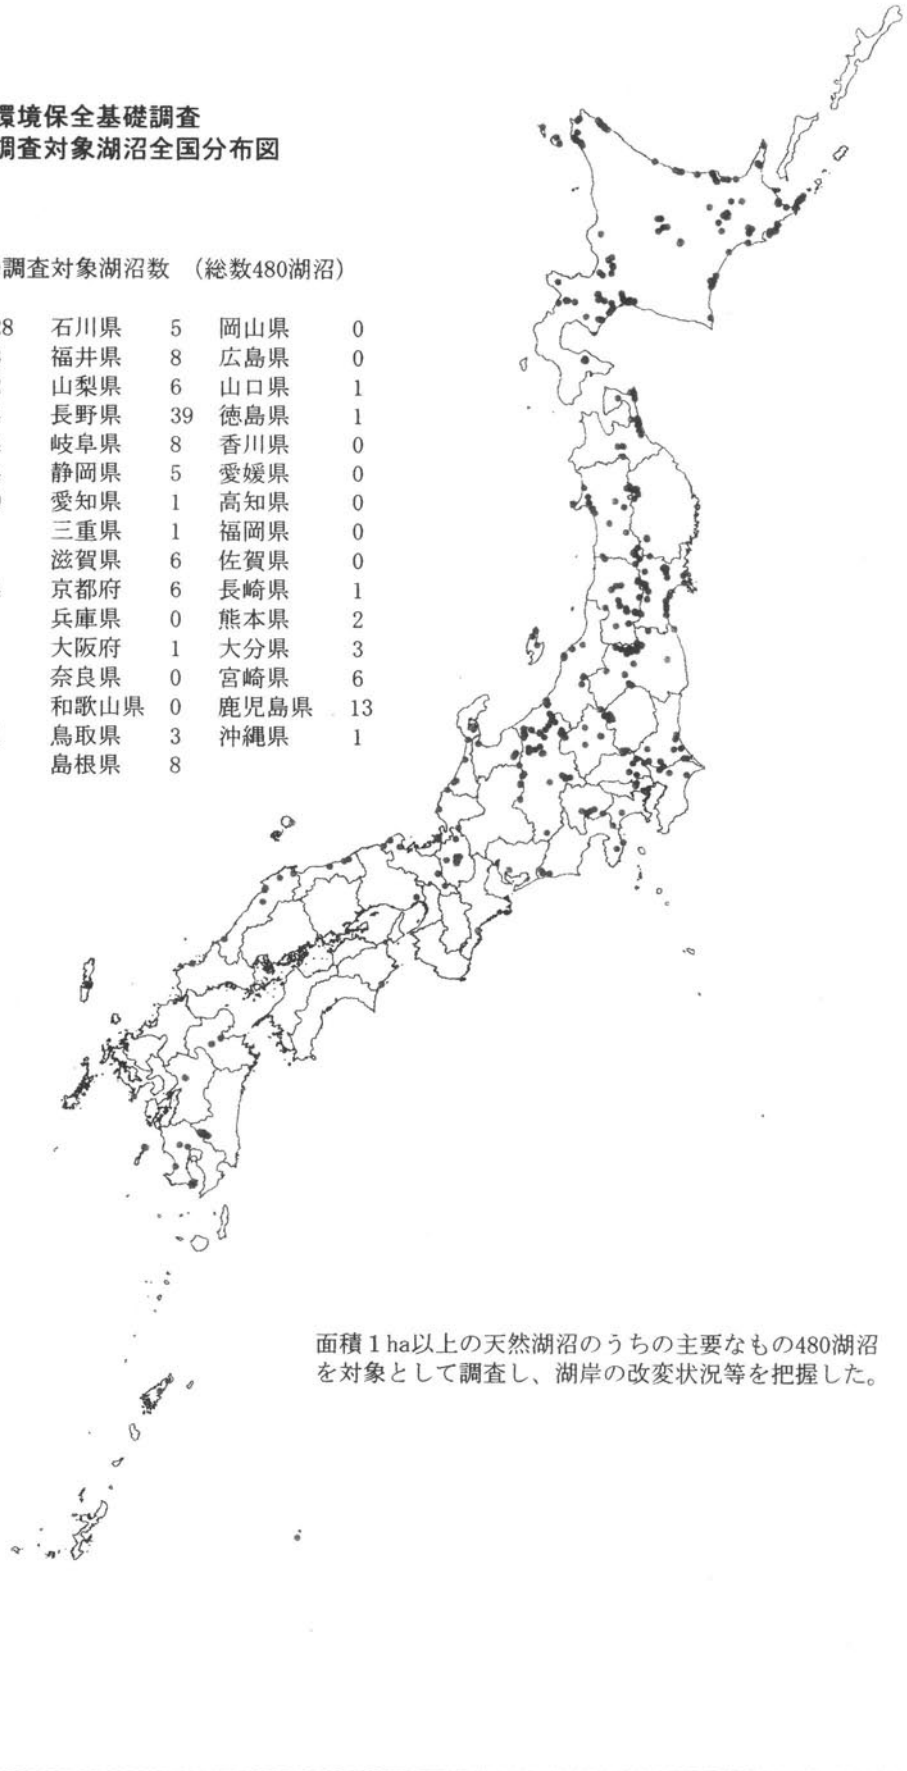 環境保全基礎調査
調査対象湖沼全国分布図
調査対象湖沼数 (総数480湖沼)
8 石川県 5 岡山県 0
福井県 8 広島県 0
山梨県 6 山口県 1
長野県 39 徳島県 1
岐阜県 8 香川県 0
静岡県 5 愛媛県 0
愛知県 1 高知県 0
三重県 1 福岡県 0
滋賀県 6 佐賀県 0
京都府 6 長崎県 1
兵庫県 0 熊本県 2
大阪府 1 大分県 3
奈良県 0 宮崎県 6
和歌山県 0 鹿児島県 13
鳥取県 3 沖縄県 1
島根県 8
面積1ha以上の天然湖沼のうちの主要なもの480湖沼
を対象として調査し、湖岸の改変状況等を把握した。